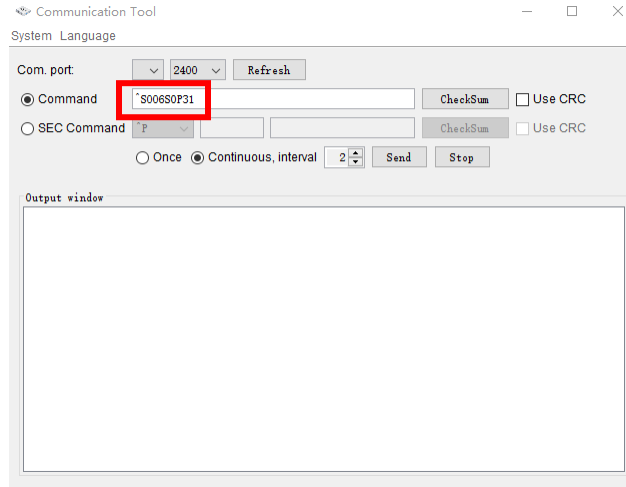 Communication Tool
System Language
Com. port: 2400 Refresh
Command ^S006S0P31 CheckSum Use CRC
SEC Command ^P CheckSum Use CRC
Once Continuous, interval 2 Send Stop
Output window